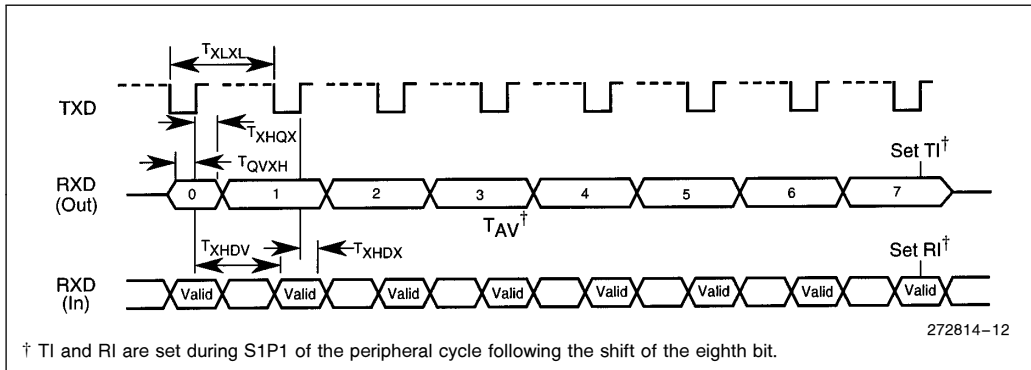 TXLXL
TXD
TXHQX
TQVXH
Set TI†
RXD
(Out)
0 1 2 3 4 5 6 7
TAV†
TXHDV
TXHDX
Set RI†
RXD
(In)
Valid Valid Valid Valid Valid Valid Valid Valid
272814–12
† TI and RI are set during S1P1 of the peripheral cycle following the shift of the eighth bit.